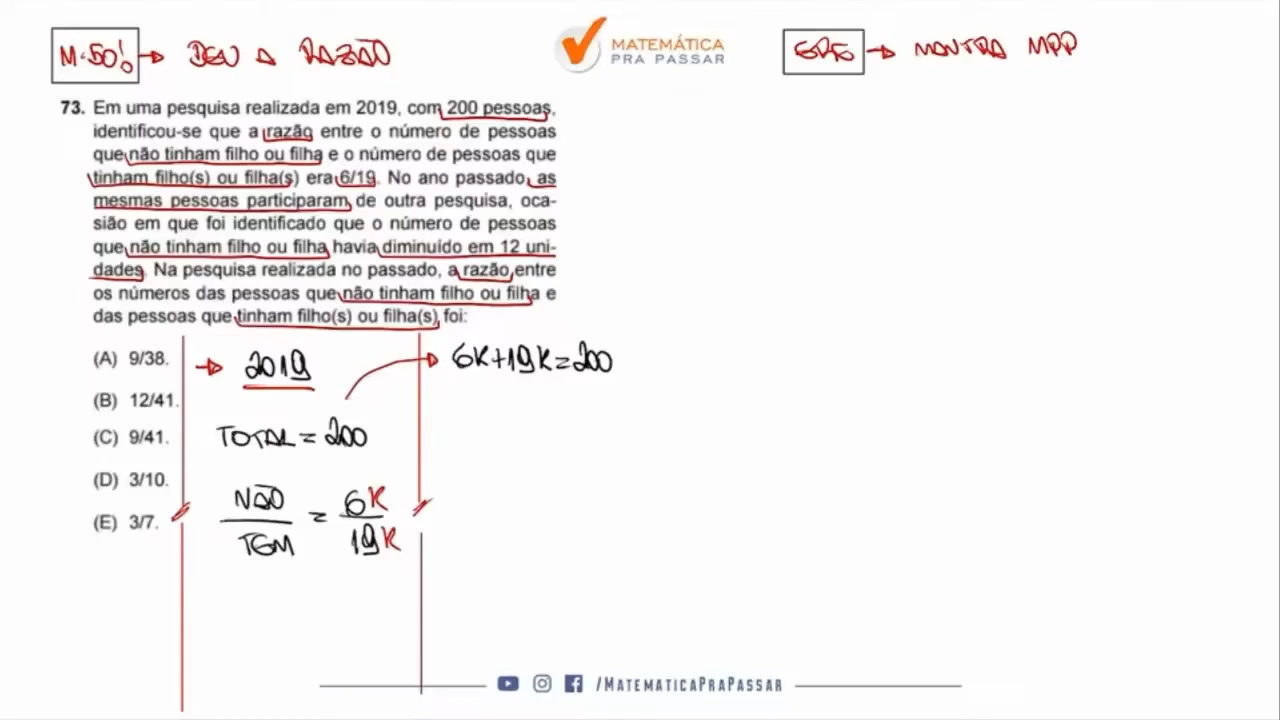 M.50! → DEU A RAZÃO
MATEMÁTICA
PRA PASSAR
→ MANTRA MPP
73. Em uma pesquisa realizada em 2019, com 200 pessoas,
identificou-se que a razão entre o número de pessoas
que não tinham filho ou filha e o número de pessoas que
tinham filho(s) ou filha(s) era 6/19. No ano passado, as
mesmas pessoas participaram de outra pesquisa, oca-
sião em que foi identificado que o número de pessoas
que não tinham filho ou filha havia diminuído em 12 uni-
dades. Na pesquisa realizada no passado, a razão entre
os números das pessoas que não tinham filho ou filha e
das pessoas que tinham filho(s) ou filha(s) foi:
(A) 9/38.
(B) 12/41.
(C) 9/41.
(D) 3/10.
(E) 3/7.
→ 2019
TOTAL = 200
NÃO
TEM
= 6K
19K
→ 6K+19K=200
/MatematicaPraPassar